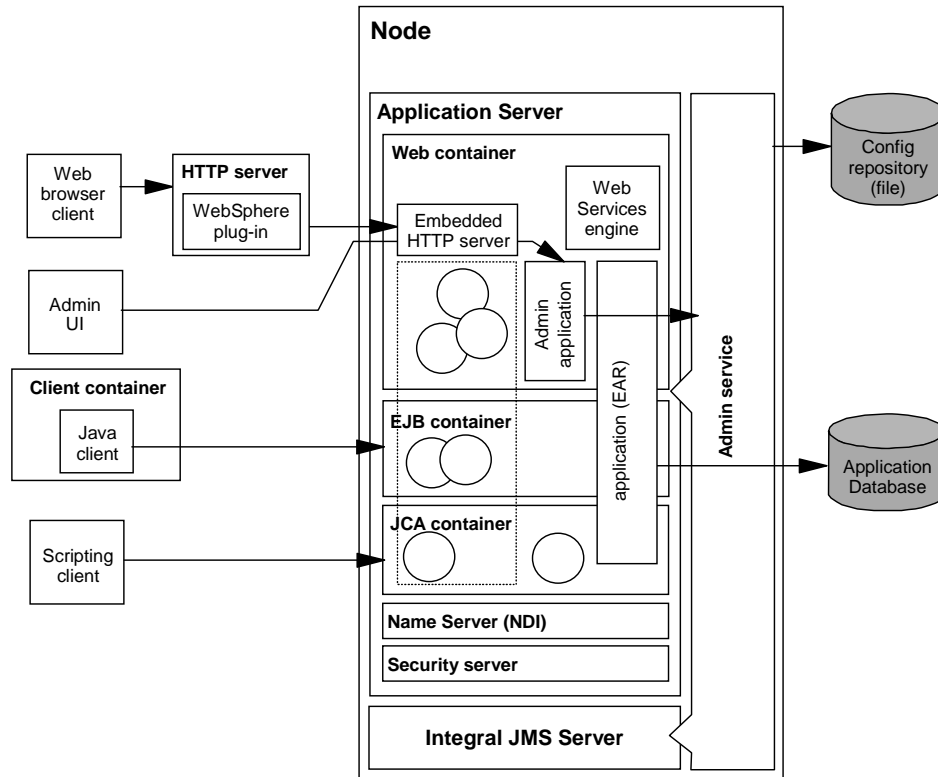 Node
Application Server
Web container
HTTP server
WebSphere
plug-in
Web
browser
client
Embedded
HTTP server
Web
Services
engine
Config
repository
(file)
Admin
UI
Admin
application
Client container
Java
client
EJB container
application (EAR)
Admin service
Application
Database
JCA container
Scripting
client
Name Server (NDI)
Security server
Integral JMS Server